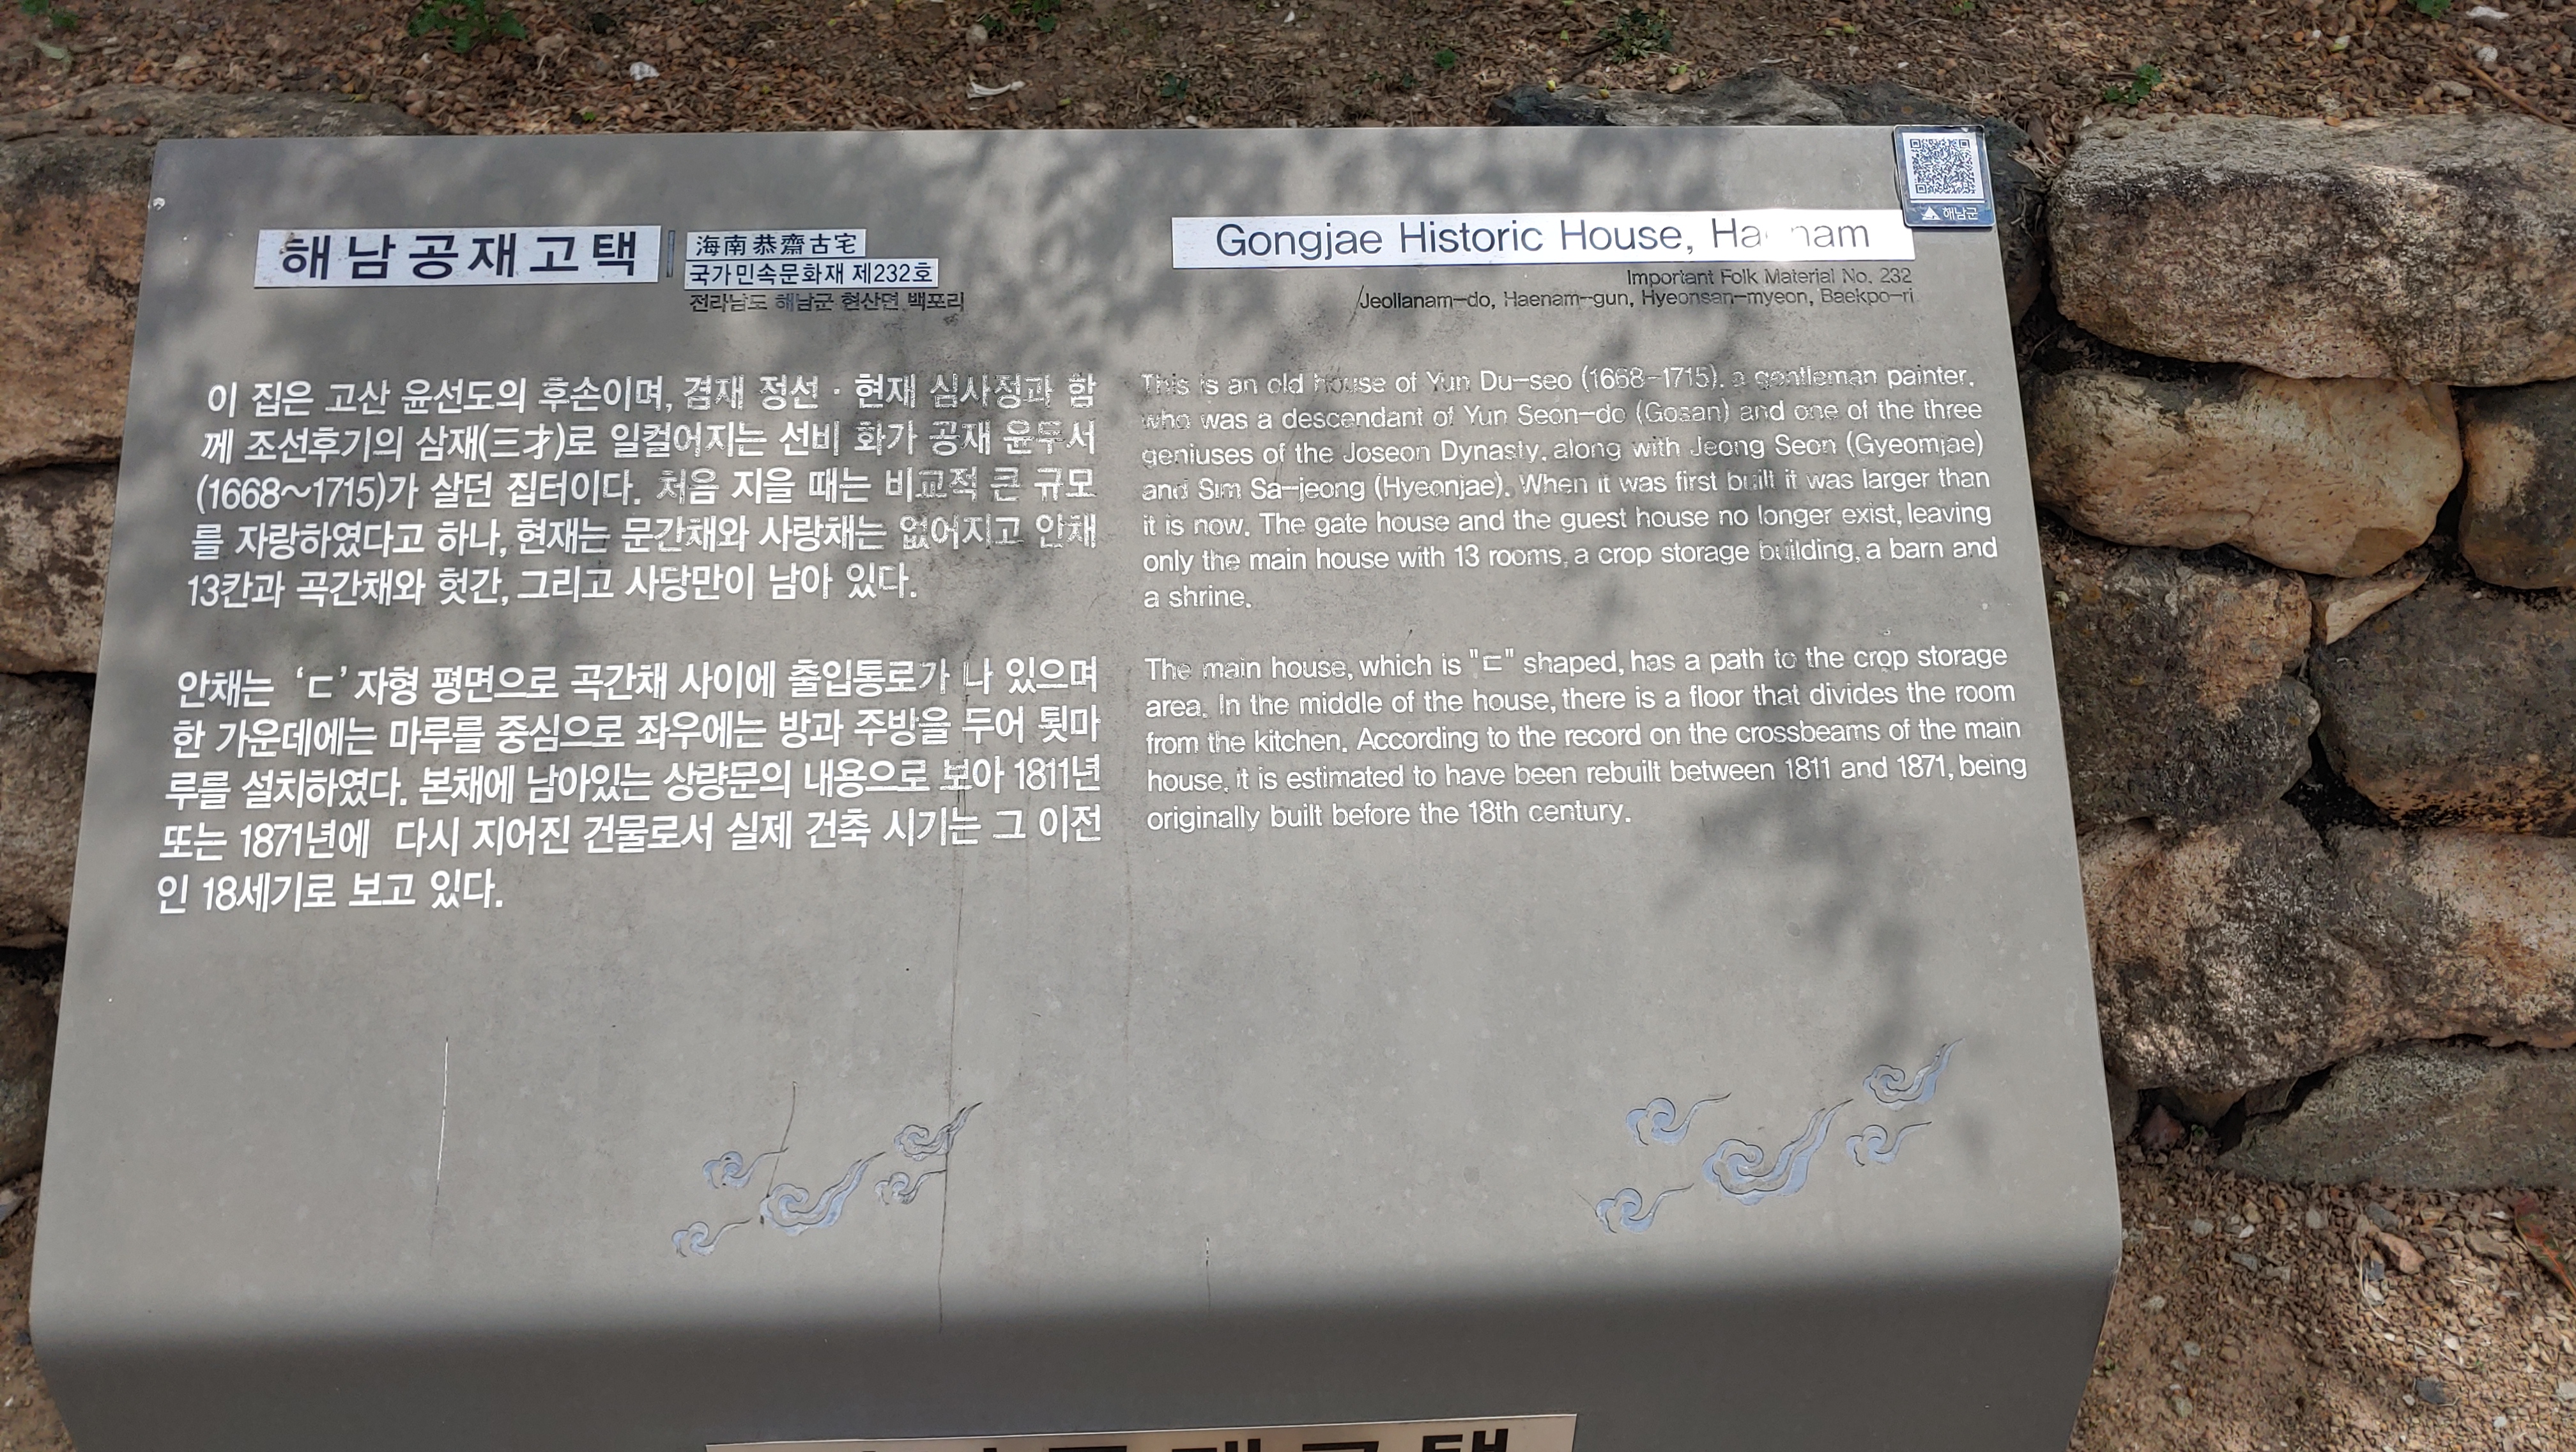 해남공재고택
海南恭齋古宅
국가민속문화재 제232호
전라남도 해남군 현산면 백포리
이 집은 고산 윤선도의 후손이며, 겸재 정선 · 현재 심사정과 함
께 조선후기의 삼재(三才)로 일컬어지는 선비 화가 공재 윤두서
(1668~1715)가 살던 집터이다. 처음 지을 때는 비교적 큰 규모
를 자랑하였다고 하나, 현재는 문간채와 사랑채는 없어지고 안채
13칸과 곡간채와 헛간, 그리고 사당만이 남아 있다.
안채는 ‘ㄷ’자형 평면으로 곡간채 사이에 출입통로가 나 있으며
한 가운데에는 마루를 중심으로 좌우에는 방과 주방을 두어 툇마
루를 설치하였다. 본채에 남아있는 상량문의 내용으로 보아 1811년
또는 1871년에 다시 지어진 건물로서 실제 건축 시기는 그 이전
인 18세기로 보고 있다.
Gongjae Historic House,
Important Folk Material No. 232
Jeollanam-do, Haenam-gun, Hyeonsan-myeon, Baekpo-ri
This is an old house of Yun Du-seo (1668-1715), a gentleman painter,
who was a descendant of Yun Seon-do (Gosan) and one of the three
geniuses of the Joseon Dynasty, along with Jeong Seon (Gyeomjae)
and Sim Sa-jeong (Hyeonjae). When it was first built it was larger than
it is now. The gate house and the guest house no longer exist, leaving
only the main house with 13 rooms, a crop storage building, a barn and
a shrine.
The main house, which is "ㄷ" shaped, has a path to the crop storage
area. In the middle of the house, there is a floor that divides the room
from the kitchen. According to the record on the crossbeams of the main
house, it is estimated to have been rebuilt between 1811 and 1871, being
originally built before the 18th century.
해남군